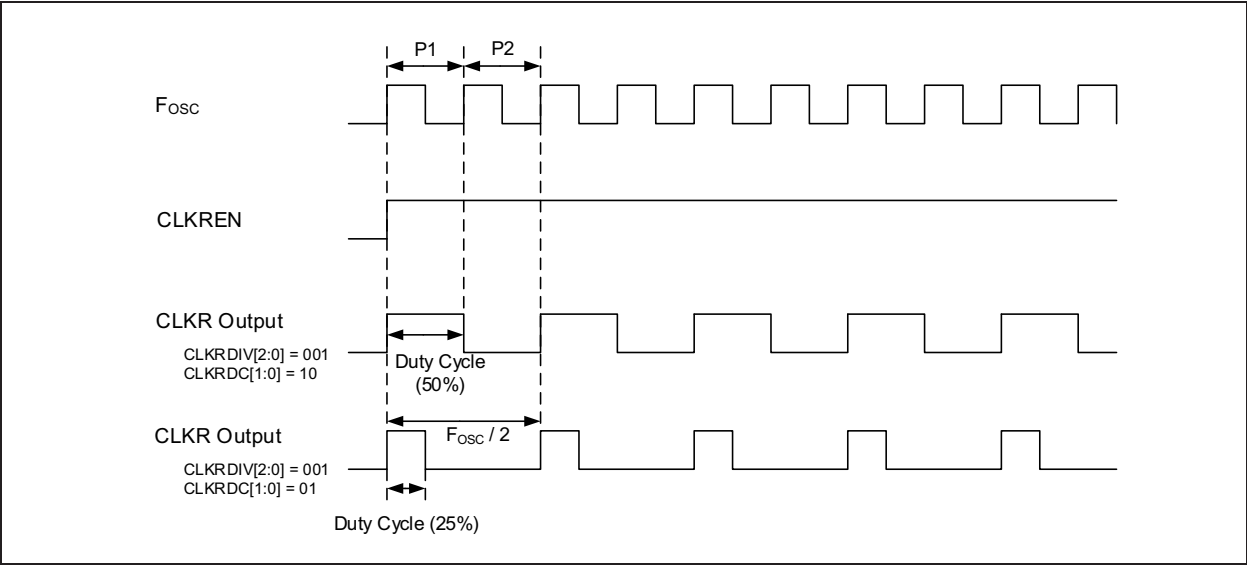 P1
P2
FOSC
CLKREN
CLKR Output
CLKRDIV[2:0] = 001
CLKRDC[1:0] = 10
Duty Cycle
(50%)
FOSC / 2
CLKR Output
CLKRDIV[2:0] = 001
CLKRDC[1:0] = 01
Duty Cycle (25%)